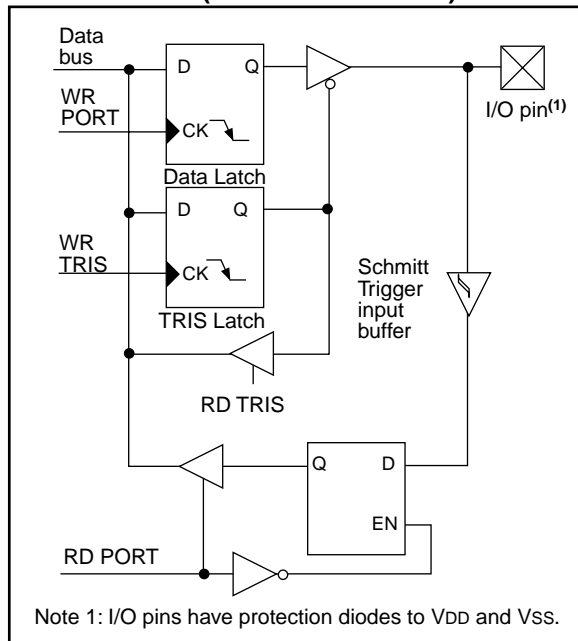 Data
bus
D
Q
I/O pin(1)
WR
PORT
CK
Data Latch
D
Q
WR
TRIS
CK
TRIS Latch
Schmitt
Trigger
input
buffer
RD TRIS
Q
D
EN
RD PORT
Note 1: I/O pins have protection diodes to VDD and VSS.